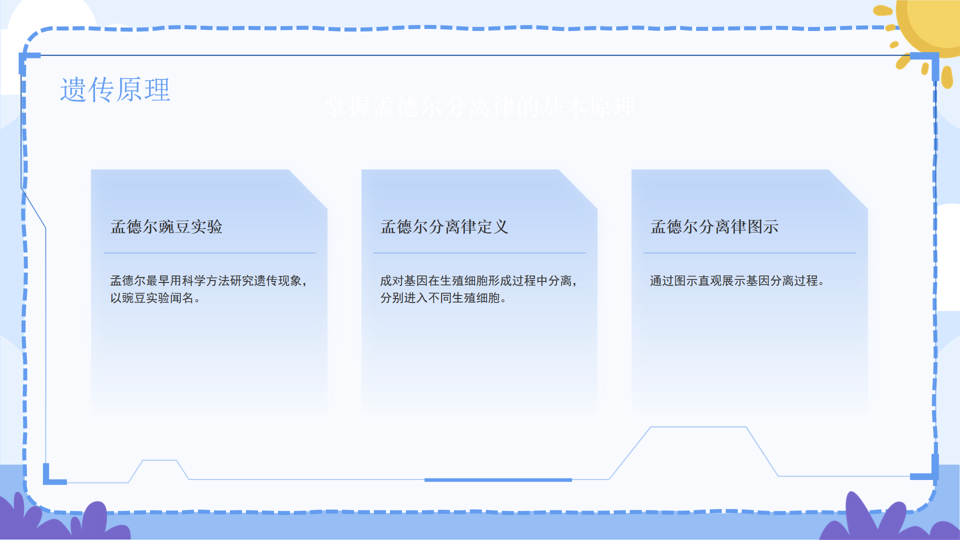 遗传原理
掌握孟德尔分离律的基本原理
孟德尔豌豆实验
孟德尔最早用科学方法研究遗传现象，
以豌豆实验闻名。
孟德尔分离律定义
成对基因在生殖细胞形成过程中分离，
分别进入不同生殖细胞。
孟德尔分离律图示
通过图示直观展示基因分离过程。